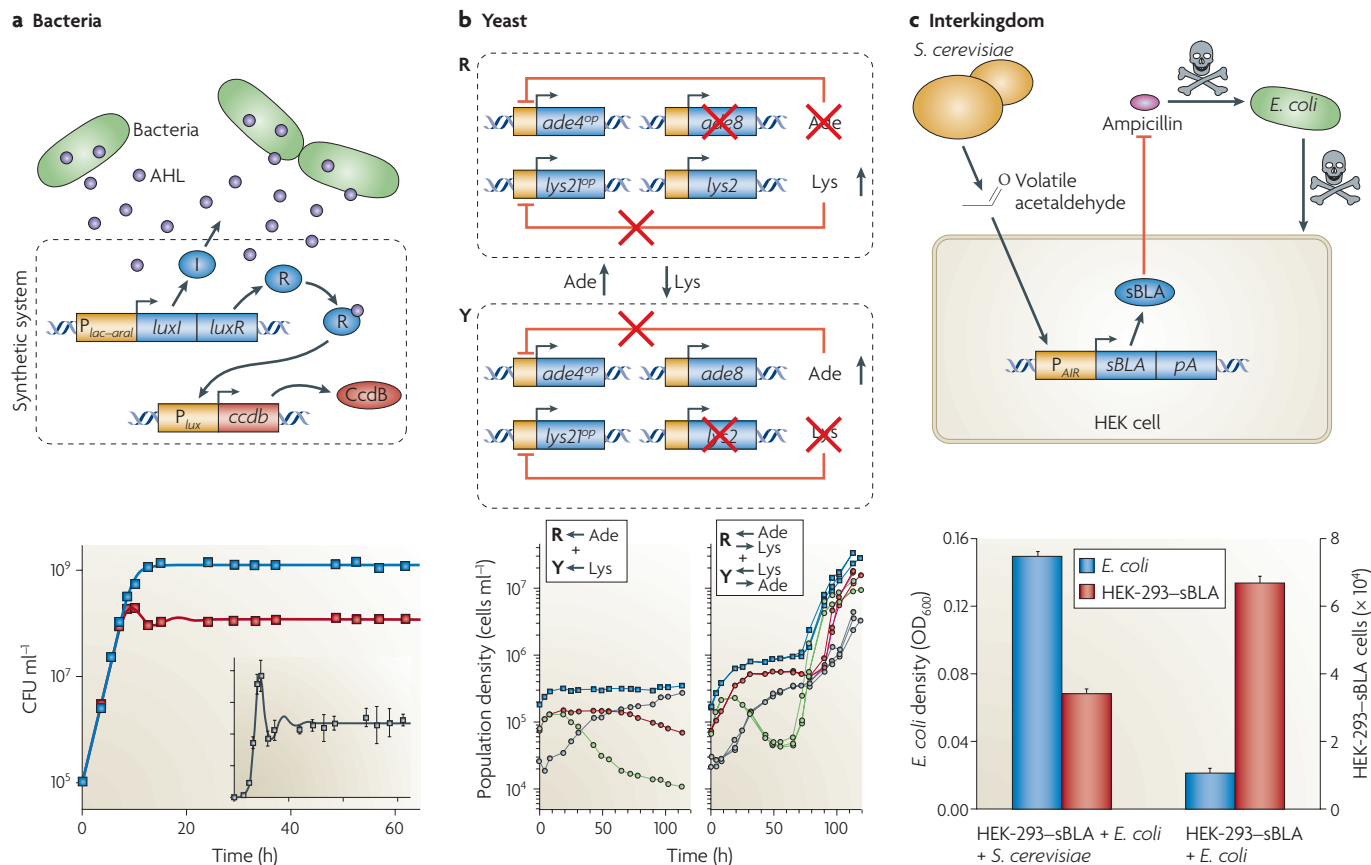 a Bacteria
Bacteria
AHL
Synthetic system
I
R
R
P lac–araI
luxI
luxR
P lux
ccdb
CcdB
CFU ml⁻¹
10⁹
10⁷
10⁵
0
20
40
60
Time (h)
b Yeast
R
ade4ᵒᵖ
ade8
Ade
lys21ᵒᵖ
lys2
Lys
Ade
Lys
Y
ade4ᵒᵖ
ade8
Ade
lys21ᵒᵖ
lys2
Lys
R Ade
+
Y Lys
R Ade
Lys
+
Y Lys
Ade
Population density (cells ml⁻¹)
10⁷
10⁶
10⁵
10⁴
0
50
100
0
50
100
Time (h)
c Interkingdom
S. cerevisiae
Ampicillin
E. coli
O
Volatile
acetaldehyde
sBLA
P AIR
sBLA
pA
HEK cell
E. coli density (OD₆₀₀)
0.16
0.12
0.08
0.04
0.00
E. coli
HEK-293–sBLA
8
6
4
2
0
HEK-293–sBLA cells (× 10⁴)
HEK-293–sBLA + E. coli
+ S. cerevisiae
HEK-293–sBLA
+ E. coli